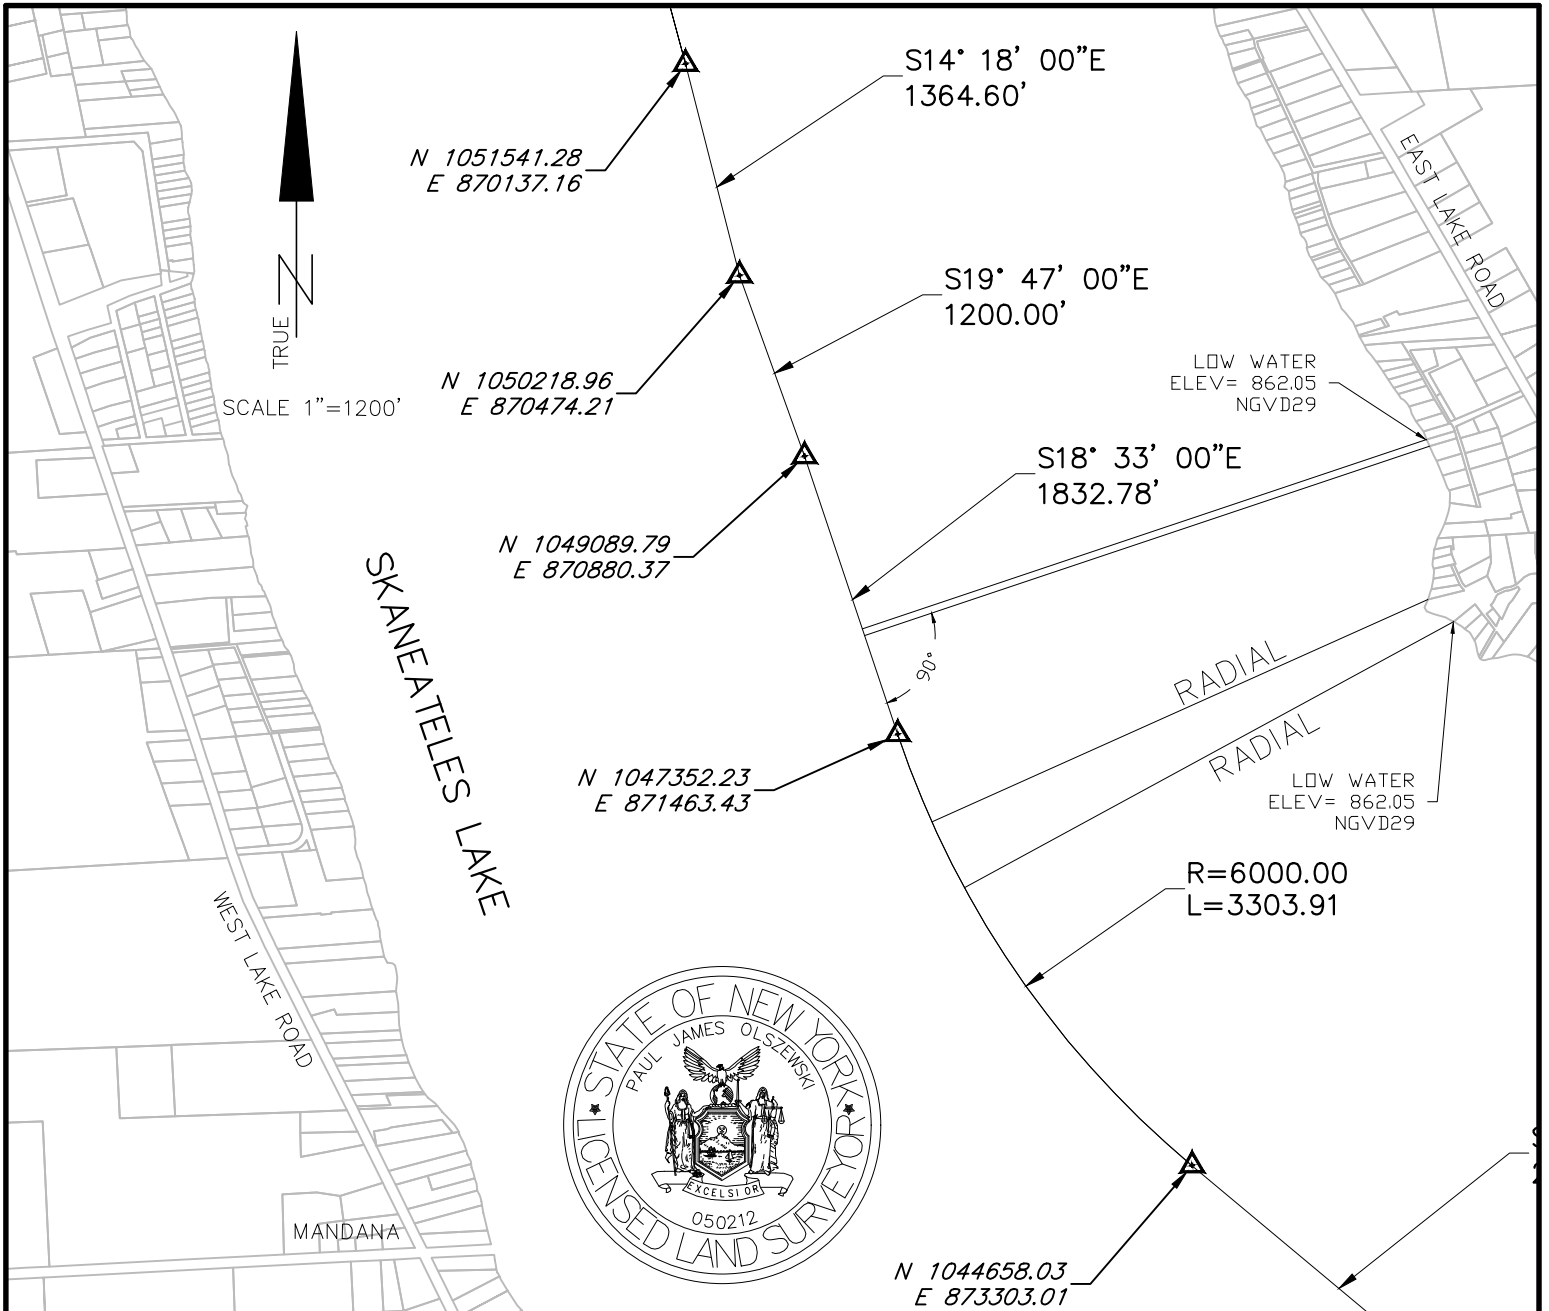 S14° 18' 00"E
1364.60'
N 1051541.28
E 870137.16
EAST LAKE ROAD
S19° 47' 00"E
1200.00'
N
TRUE
SCALE 1"=1200'
N 1050218.96
E 870474.21
LOW WATER
ELEV= 862.05
NGVD29
S18° 33' 00"E
1832.78'
N 1049089.79
E 870880.37
SKANEATELES LAKE
90°
RADIAL
RADIAL
N 1047352.23
E 871463.43
LOW WATER
ELEV= 862.05
NGVD29
R=6000.00
L=3303.91
WEST LAKE ROAD
STATE OF NEW YORK
PAUL JAMES OLSZEWSKI
EXCELSIOR
050212
LICENSED LAND SURVEYOR
MANDANA
N 1044658.03
E 873303.01